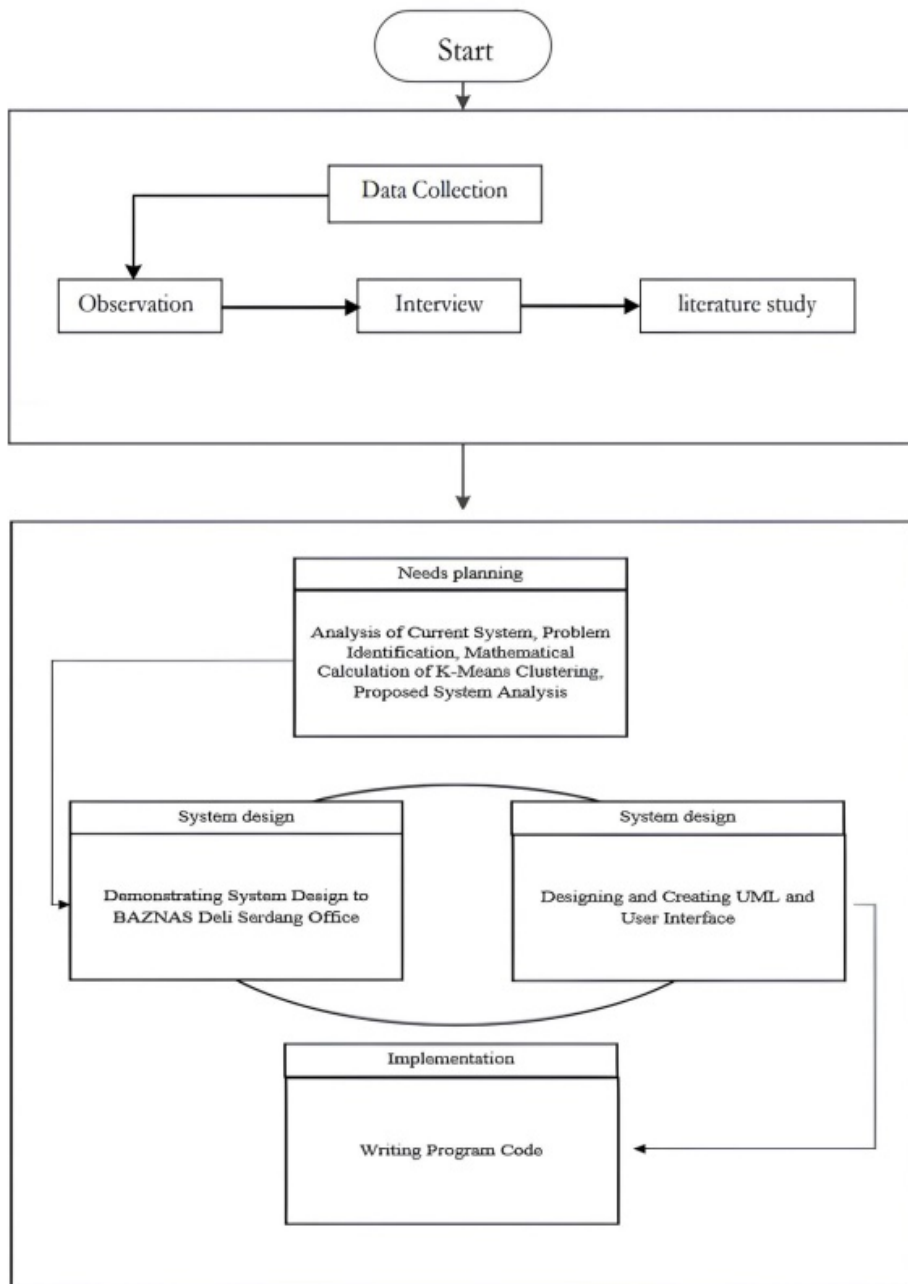 Start
Data Collection
Observation
Interview
literature study
Needs planning
Analysis of Current System, Problem
Identification, Mathematical
Calculation of K-Means Clustering,
Proposed System Analysis
System design
Demonstrating System Design to
BAZNAS Deli Serdang Office
System design
Designing and Creating UML and
User Interface
Implementation
Writing Program Code